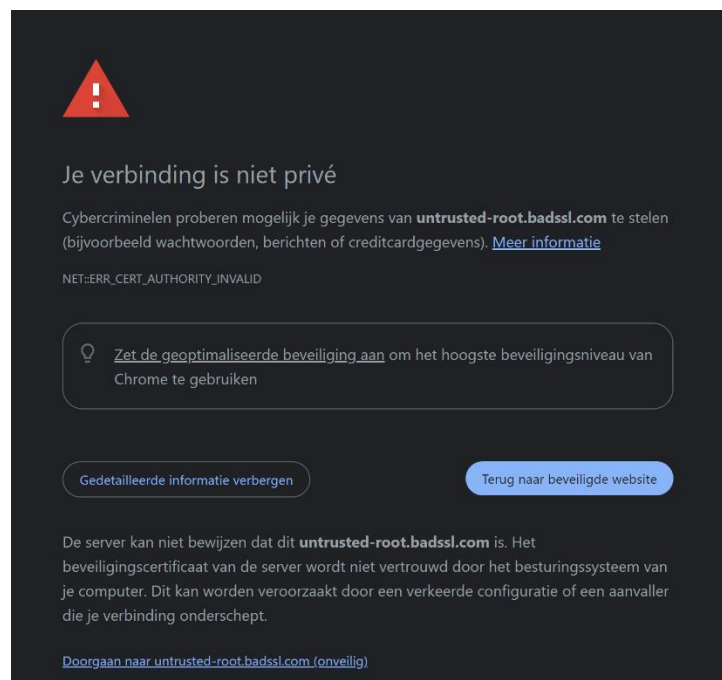 Je verbinding is niet privé
Cybercriminelen proberen mogelijk je gegevens van untrusted-root.badssl.com te stelen
(bijvoorbeeld wachtwoorden, berichten of creditcardgegevens). Meer informatie
NET::ERR_CERT_AUTHORITY_INVALID
Zet de geoptimaliseerde beveiliging aan om het hoogste beveiligingsniveau van
Chrome te gebruiken
Gedetailleerde informatie verbergen
Terug naar beveiligde website
De server kan niet bewijzen dat dit untrusted-root.badssl.com is. Het
beveiligingscertificaat van de server wordt niet vertrouwd door het besturingssysteem van
je computer. Dit kan worden veroorzaakt door een verkeerde configuratie of een aanvaller
die je verbinding onderschept.
Doorgaan naar untrusted-root.badssl.com (onveilig)